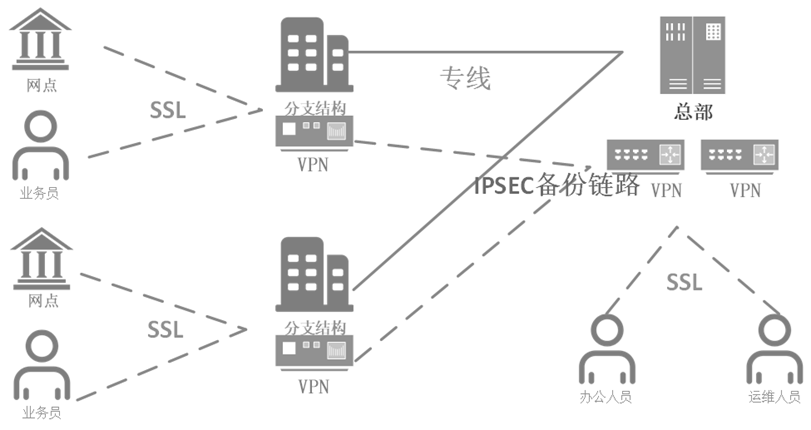 网点
SSL
业务员
分支结构
VPN
专线
总部
IPSEC备份链路
VPN
VPN
网点
SSL
业务员
分支结构
VPN
SSL
办公人员
运维人员